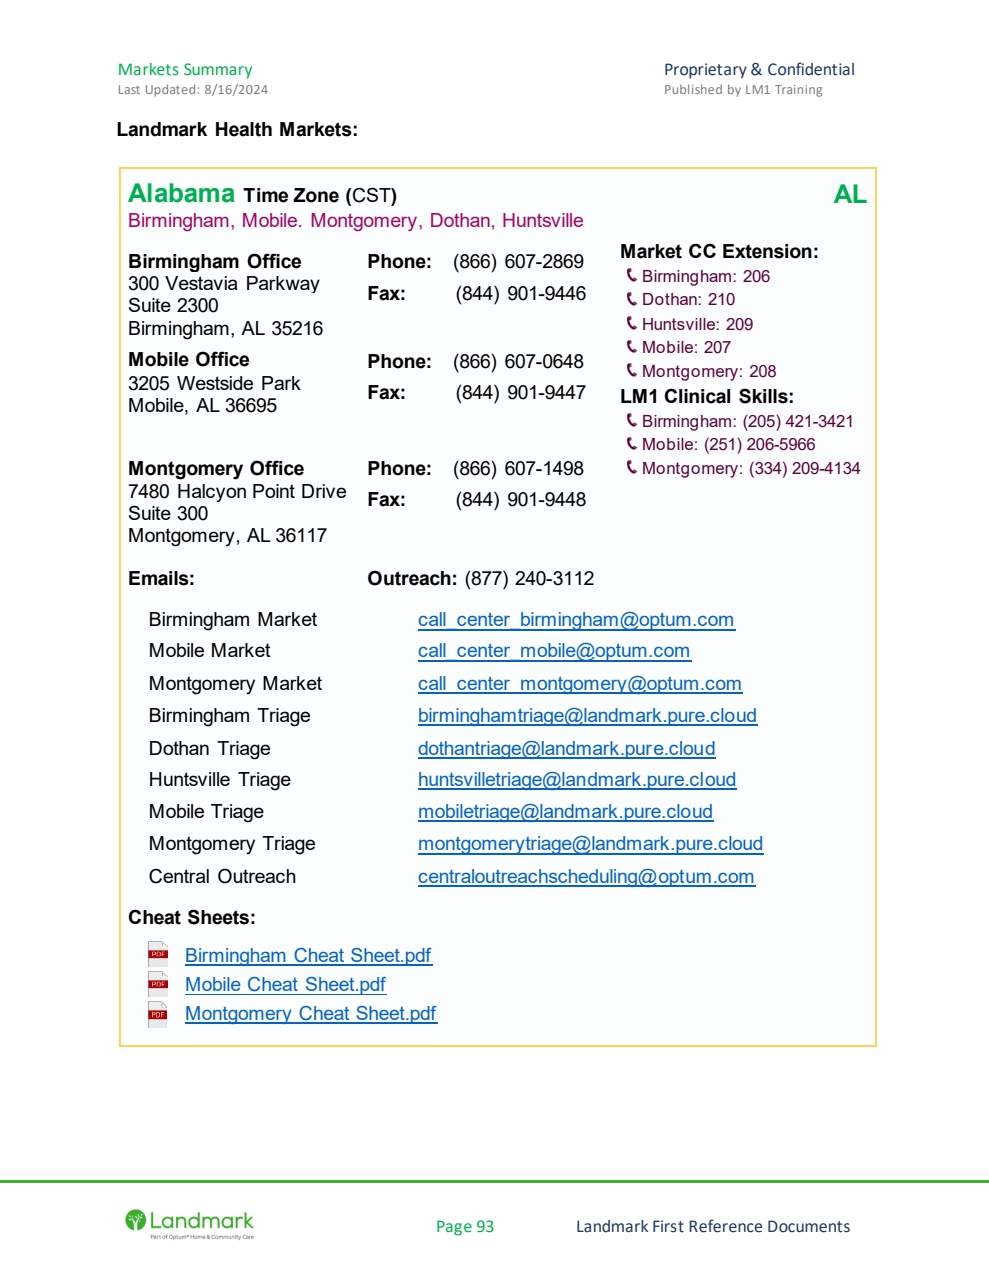 Markets Summary
Last Updated: 8/16/2024
Proprietary & Confidential
Published by LM1 Training
Landmark Health Markets:
Alabama Time Zone (CST)
AL
Birmingham, Mobile. Montgomery, Dothan, Huntsville
Birmingham Office
300 Vestavia Parkway
Suite 2300
Birmingham, AL 35216
Phone: (866) 607-2869
Fax: (844) 901-9446
Mobile Office
3205 Westside Park
Mobile, AL 36695
Phone: (866) 607-0648
Fax: (844) 901-9447
Montgomery Office
7480 Halcyon Point Drive
Suite 300
Montgomery, AL 36117
Phone: (866) 607-1498
Fax: (844) 901-9448
Market CC Extension:
Birmingham: 206
Dothan: 210
Huntsville: 209
Mobile: 207
Montgomery: 208
LM1 Clinical Skills:
Birmingham: (205) 421-3421
Mobile: (251) 206-5966
Montgomery: (334) 209-4134
Emails:
Outreach: (877) 240-3112
Birmingham Market call_center_birmingham@optum.com
Mobile Market call_center_mobile@optum.com
Montgomery Market call_center_montgomery@optum.com
Birmingham Triage birminghamtriage@landmark.pure.cloud
Dothan Triage dothantriage@landmark.pure.cloud
Huntsville Triage huntsvilletriage@landmark.pure.cloud
Mobile Triage mobiletriage@landmark.pure.cloud
Montgomery Triage montgomerytriage@landmark.pure.cloud
Central Outreach centraloutreachscheduling@optum.com
Cheat Sheets:
PDF Birmingham Cheat Sheet.pdf
PDF Mobile Cheat Sheet.pdf
PDF Montgomery Cheat Sheet.pdf
Landmark
Part of Optum® Home & Community Care
Page 93
Landmark First Reference Documents